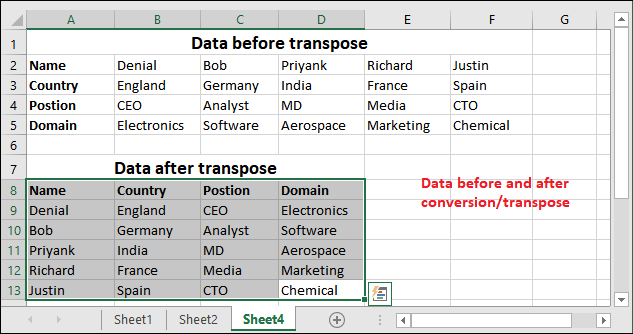 A B C D E F G
1 Data before transpose
2 Name Denial Bob Priyank Richard Justin
3 Country England Germany India France Spain
4 Postion CEO Analyst MD Media CTO
5 Domain Electronics Software Aerospace Marketing Chemical
6
7 Data after transpose
8 Name Country Postion Domain
Data before and after
9 Denial England CEO Electronics
conversion/transpose
10 Bob Germany Analyst Software
11 Priyank India MD Aerospace
12 Richard France Media Marketing
13 Justin Spain CTO Chemical
Sheet1 Sheet2 Sheet4